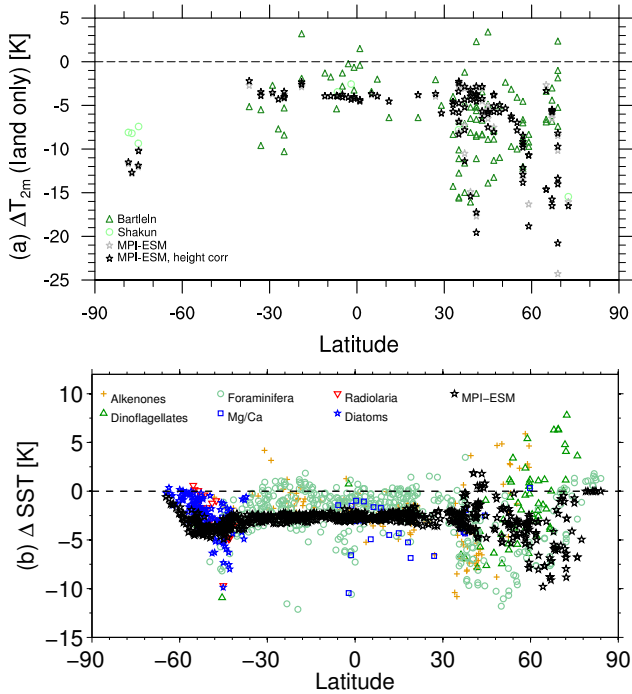 (a) ΔT2m (land only) [K]
5
0
-5
-10
-15
-20
-25
Bartleln
Shakun
MPI-ESM
MPI-ESM, height corr
-90 -60 -30 0 30 60 90
Latitude
(b) Δ SST [K]
10
5
0
−5
−10
−15
Alkenones Foraminifera Radiolaria MPI−ESM
Dinoflagellates Mg/Ca Diatoms
−90 −60 −30 0 30 60 90
Latitude